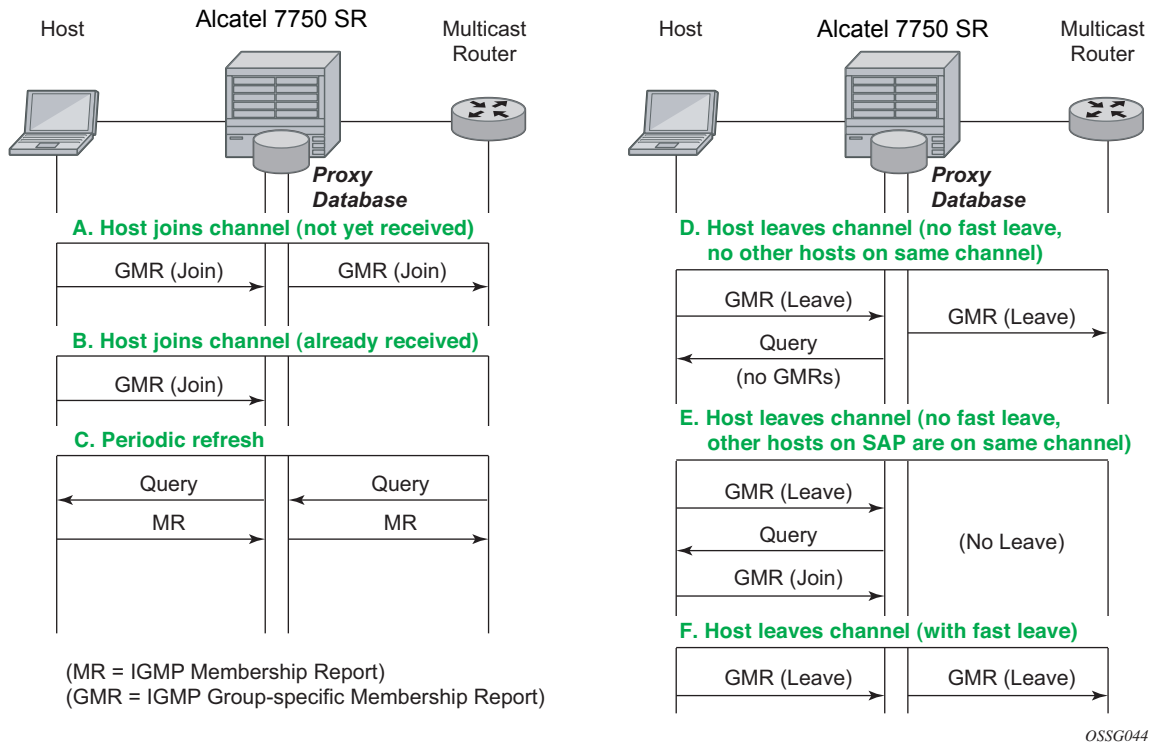 Host
Alcatel 7750 SR
Multicast
Router
Proxy
Database
A. Host joins channel (not yet received)
GMR (Join)
GMR (Join)
B. Host joins channel (already received)
GMR (Join)
C. Periodic refresh
Query
Query
MR
MR
(MR = IGMP Membership Report)
(GMR = IGMP Group-specific Membership Report)
Host
Alcatel 7750 SR
Multicast
Router
Proxy
Database
D. Host leaves channel (no fast leave,
no other hosts on same channel)
GMR (Leave)
GMR (Leave)
Query
(no GMRs)
E. Host leaves channel (no fast leave,
other hosts on SAP are on same channel)
GMR (Leave)
Query
(No Leave)
GMR (Join)
F. Host leaves channel (with fast leave)
GMR (Leave)
GMR (Leave)
OSSG044